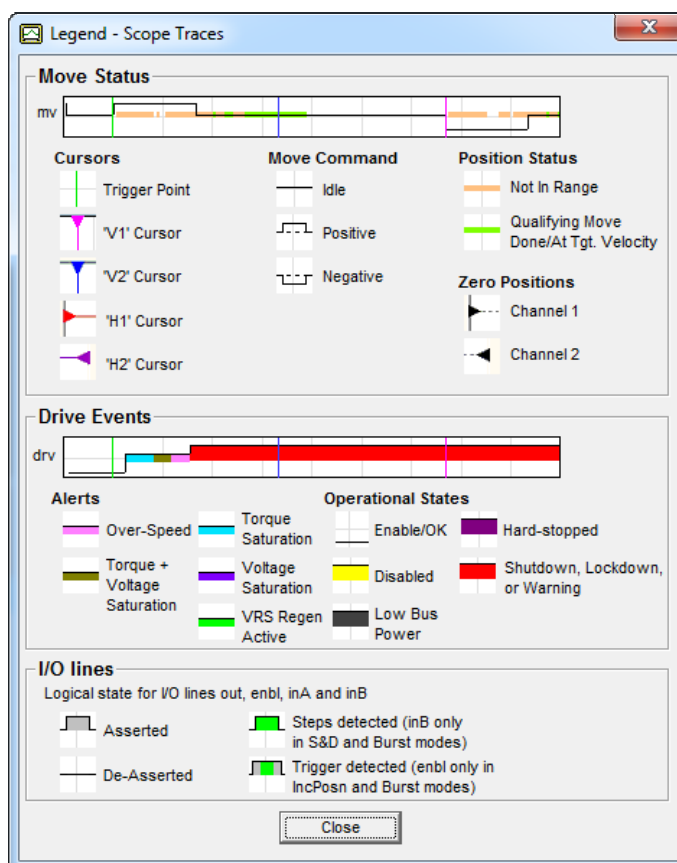 Legend - Scope Traces
Move Status
mv
Cursors
Trigger Point
'V1' Cursor
'V2' Cursor
'H1' Cursor
'H2' Cursor
Move Command
Idle
Positive
Negative
Position Status
Not In Range
Qualifying Move
Done/At Tgt. Velocity
Zero Positions
Channel 1
Channel 2
Drive Events
drv
Alerts
Over-Speed
Torque +
Voltage
Saturation
Torque
Saturation
Voltage
Saturation
VRS Regen
Active
Operational States
Enable/OK
Disabled
Low Bus
Power
Hard-stopped
Shutdown, Lockdown,
or Warning
I/O lines
Logical state for I/O lines out, enbl, inA and inB
Asserted
De-Asserted
Steps detected (inB only
in S&D and Burst modes)
Trigger detected (enbl only in
IncPosn and Burst modes)
Close